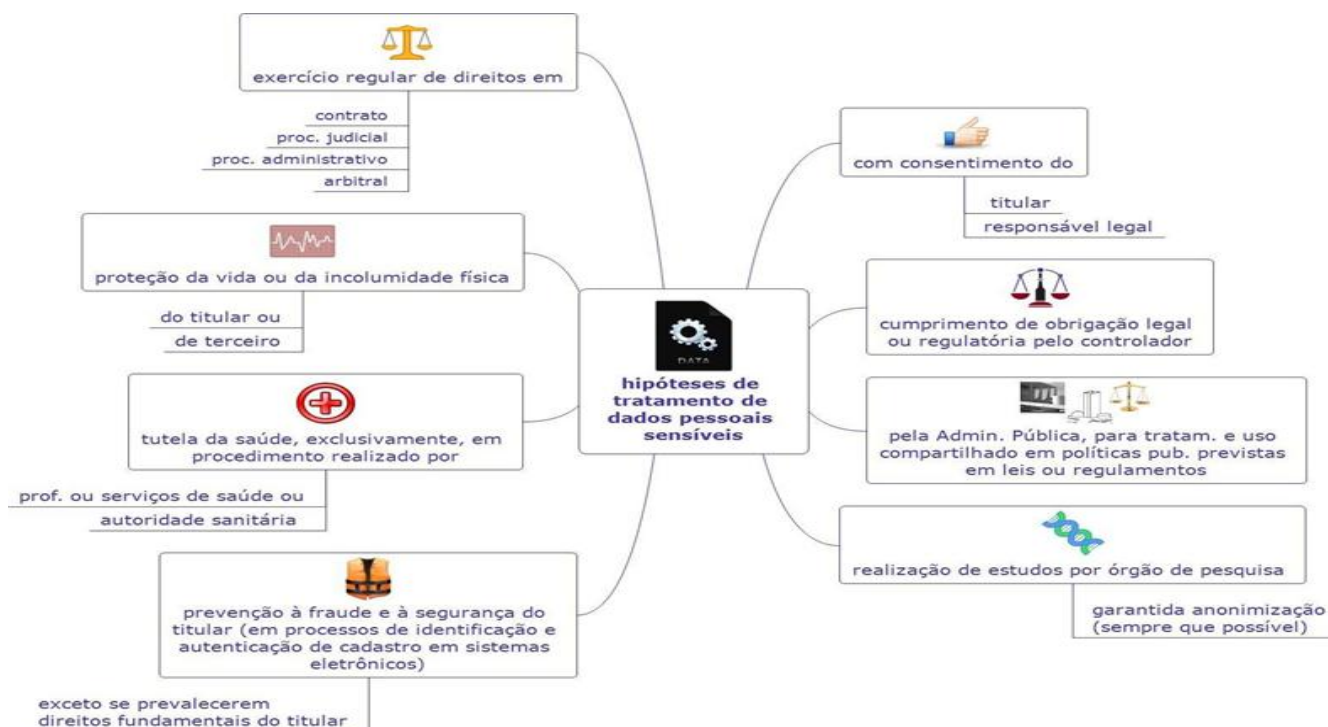 exercício regular de direitos em
contrato
proc. judicial
proc. administrativo
arbitral
proteção da vida ou da incolumidade física
do titular ou
de terceiro
tutela da saúde, exclusivamente, em
procedimento realizado por
prof. ou serviços de saúde ou
autoridade sanitária
prevenção à fraude e à segurança do
titular (em processos de identificação e
autenticação de cadastro em sistemas
eletrônicos)
exceto se prevalecerem
direitos fundamentais do titular
DATA
hipóteses de
tratamento de
dados pessoais
sensíveis
com consentimento do
titular
responsável legal
cumprimento de obrigação legal
ou regulatória pelo controlador
pela Admin. Pública, para tratam. e uso
compartilhado em políticas pub. previstas
em leis ou regulamentos
realização de estudos por órgão de pesquisa
garantida anonimização
(sempre que possível)